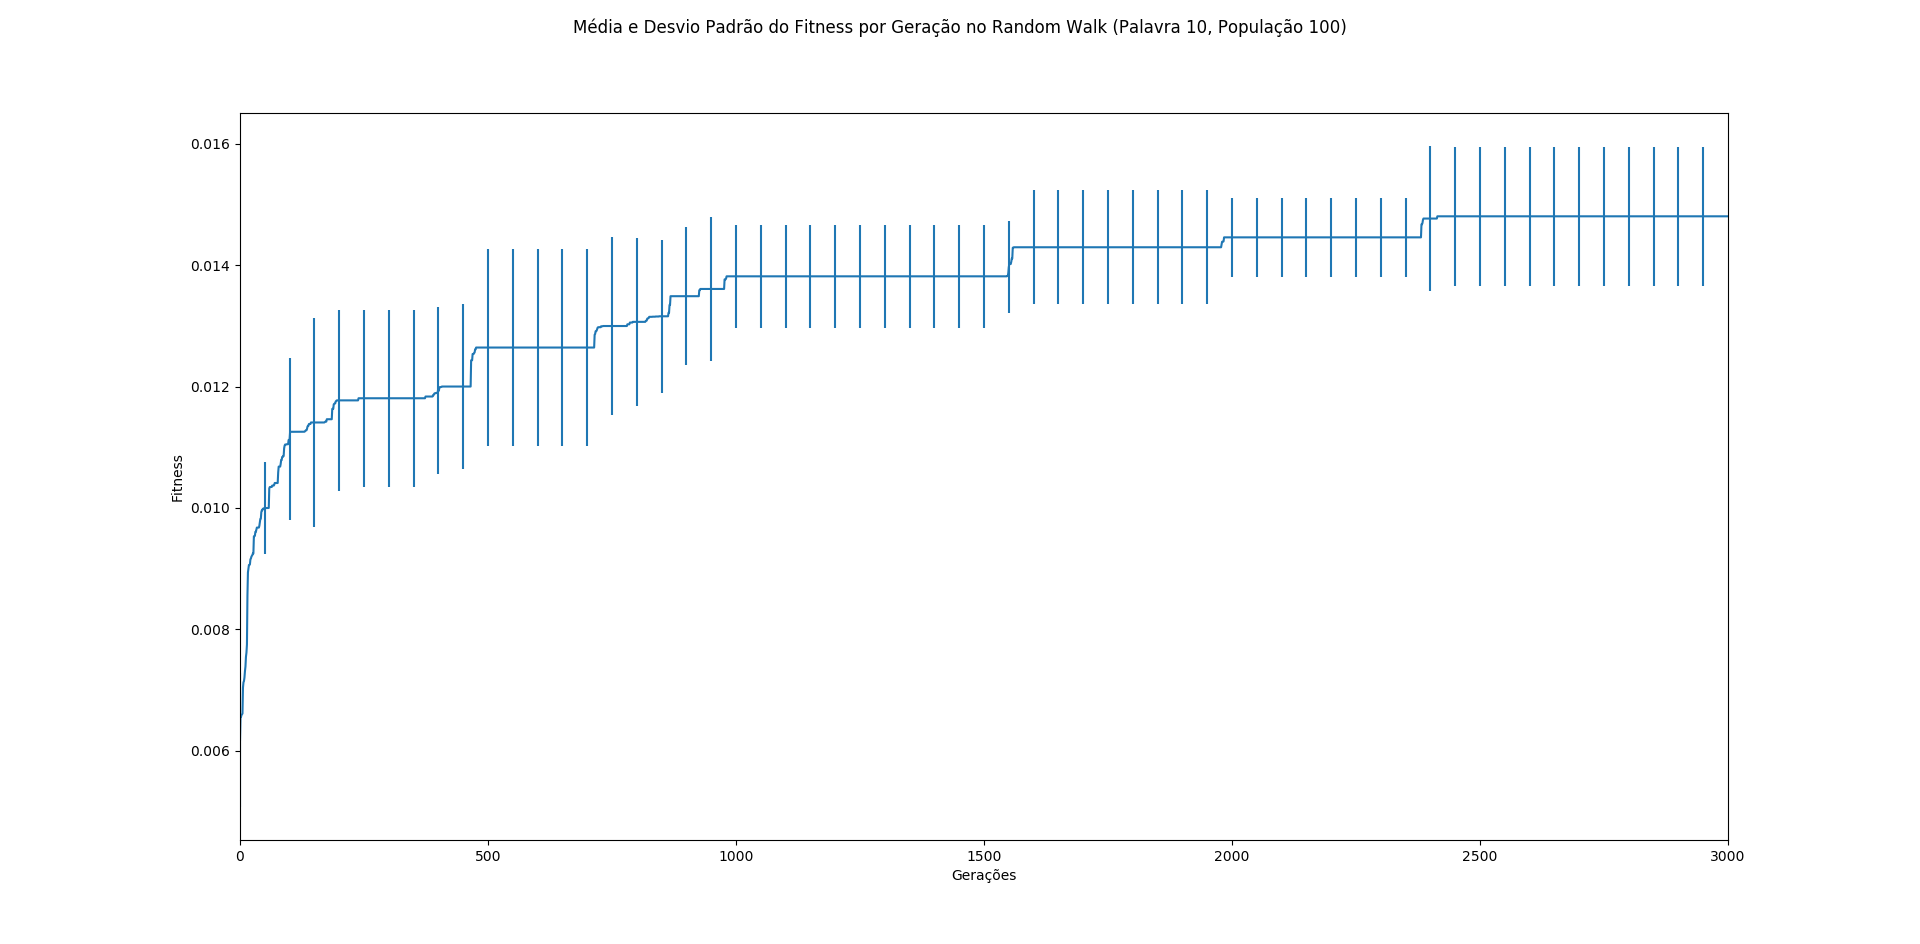 Média e Desvio Padrão do Fitness por Geração no Random Walk (Palavra 10, População 100)
0.016
0.014
0.012
0.010
0.008
0.006
Fitness
0 500 1000 1500 2000 2500 3000
Gerações